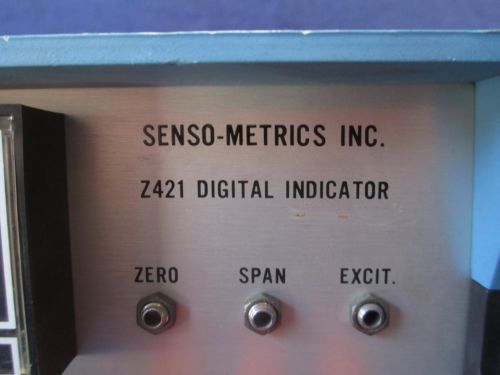 SENSO-METRICS INC.
Z421 DIGITAL INDICATOR
ZERO SPAN EXCIT.